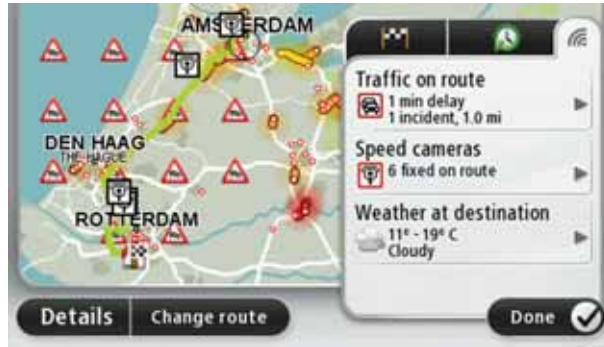 AMSTERDAM
DEN HAAG
THE HAGUE
ROTTERDAM
Traffic on route
1 min delay
1 incident, 1.0 mi
Speed cameras
6 fixed on route
Weather at destination
11° - 19° C
Cloudy
Details
Change route
Done